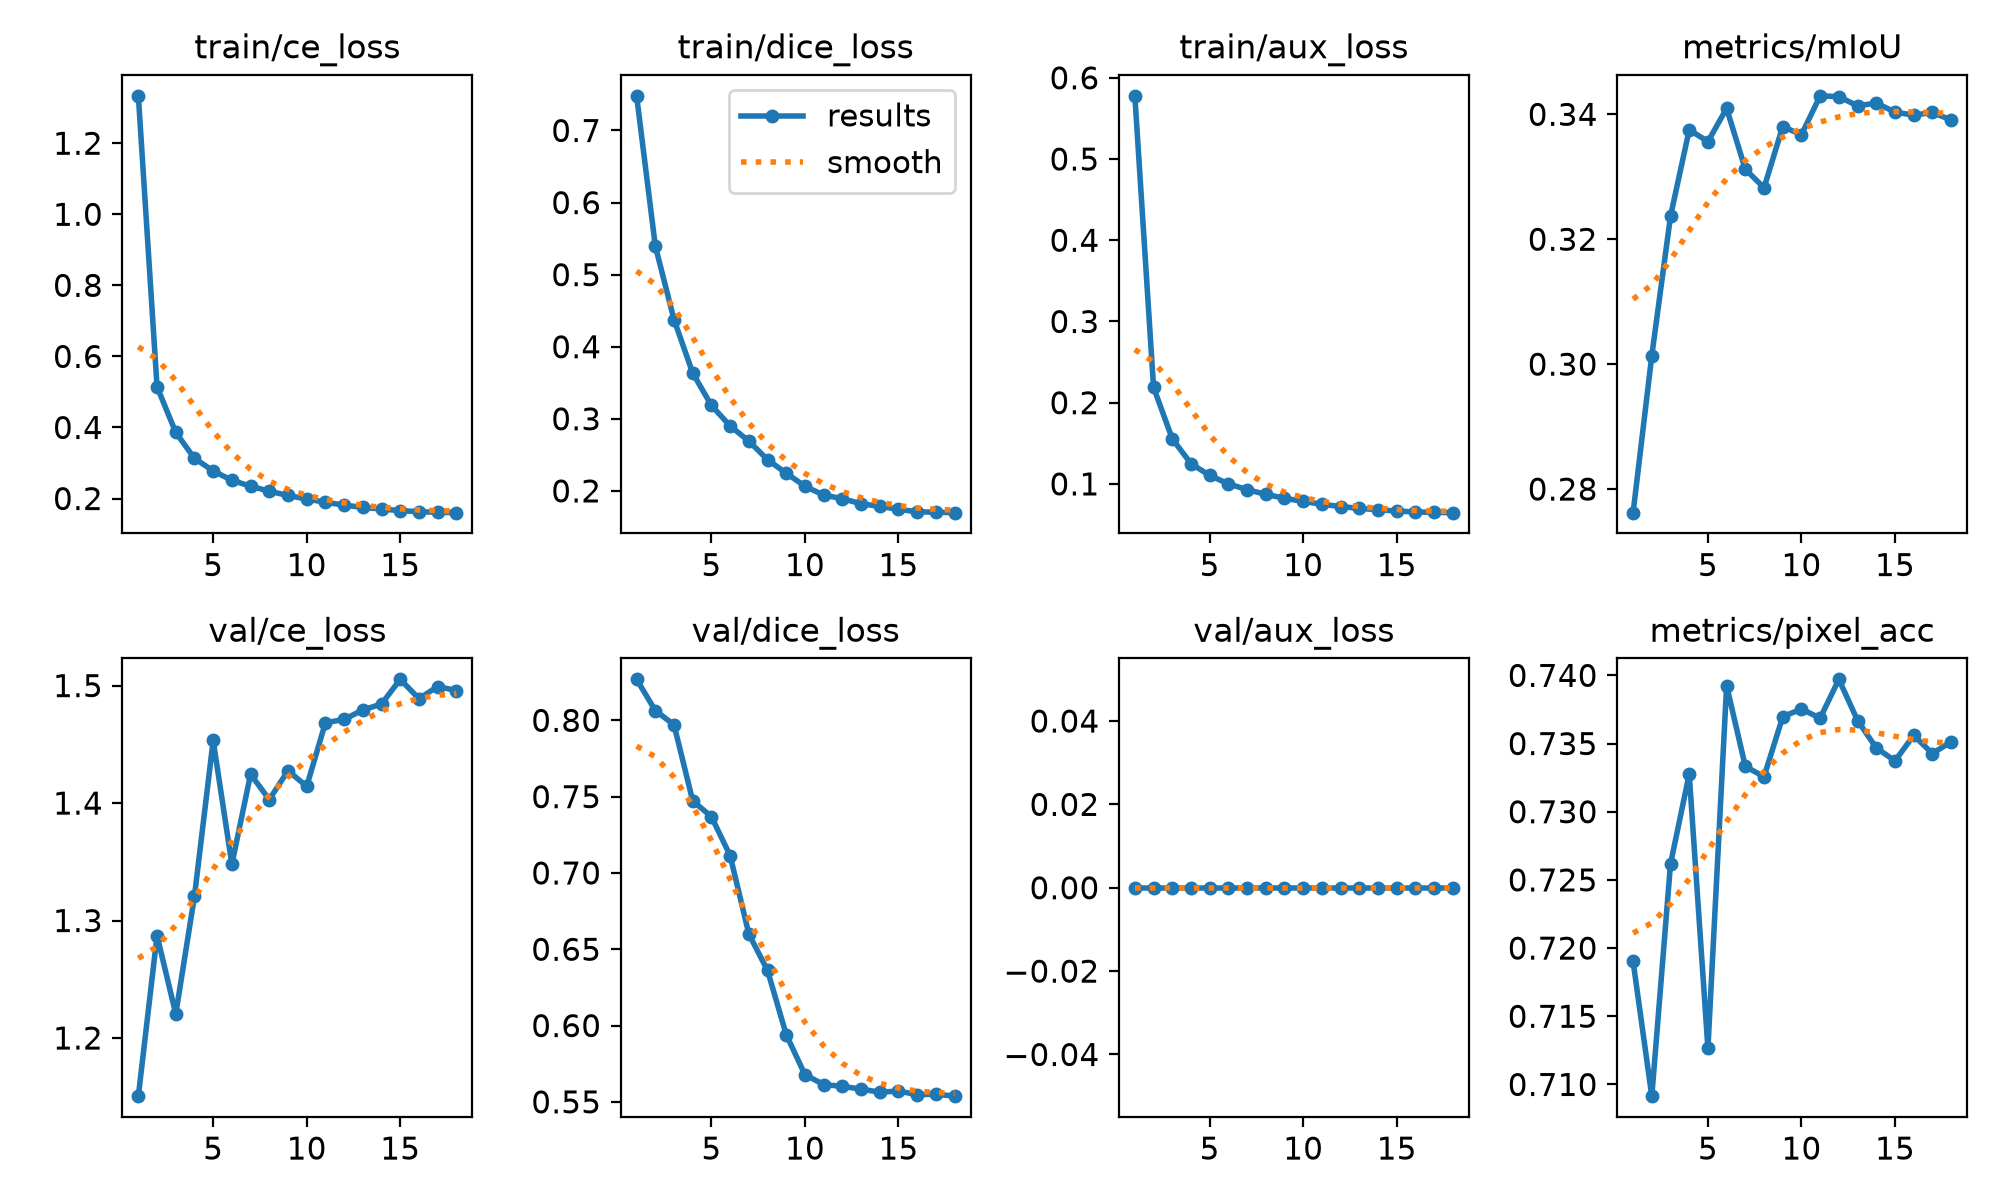 train/ce_loss
1.2
1.0
0.8
0.6
0.4
0.2
5 10 15
train/dice_loss
results
smooth
0.7
0.6
0.5
0.4
0.3
0.2
5 10 15
train/aux_loss
0.6
0.5
0.4
0.3
0.2
0.1
5 10 15
metrics/mIoU
0.34
0.32
0.30
0.28
5 10 15
val/ce_loss
1.5
1.4
1.3
1.2
5 10 15
val/dice_loss
0.80
0.75
0.70
0.65
0.60
0.55
5 10 15
val/aux_loss
0.04
0.02
0.00
−0.02
−0.04
5 10 15
metrics/pixel_acc
0.740
0.735
0.730
0.725
0.720
0.715
0.710
5 10 15